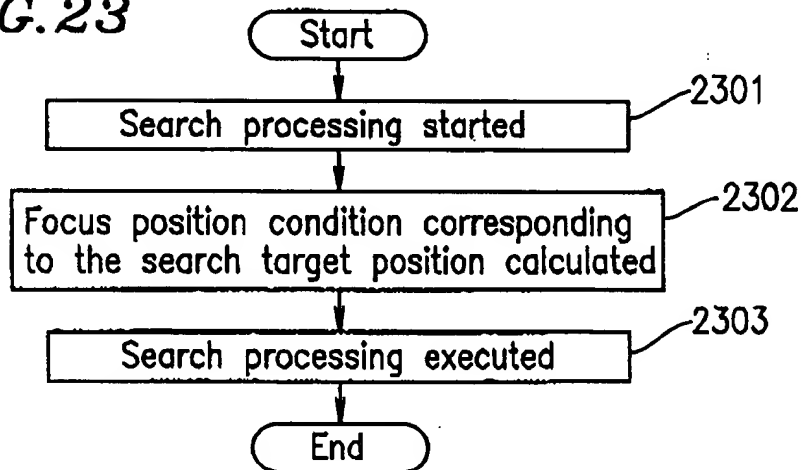 G.23
Start
2301
Search processing started
2302
Focus position condition corresponding
to the search target position calculated
2303
Search processing executed
End